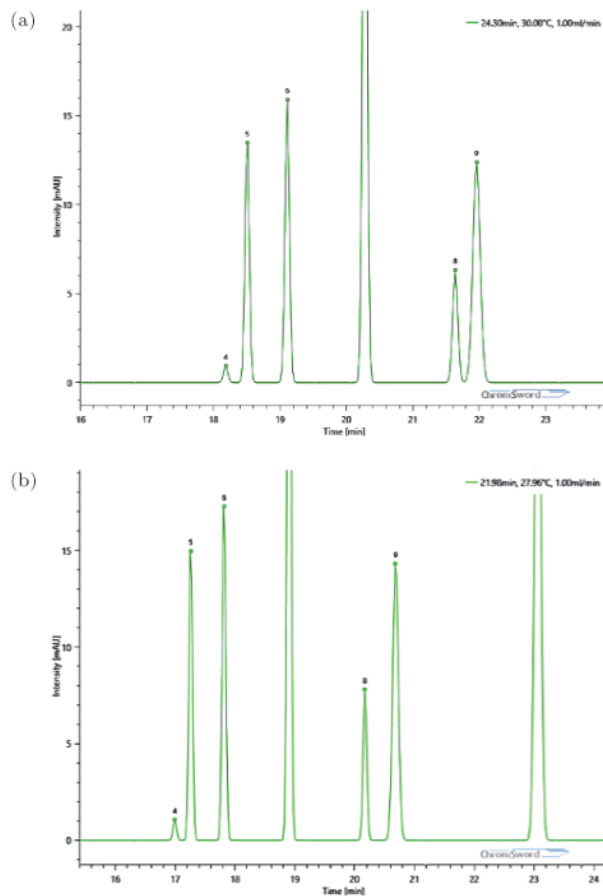 (a)
24.30min, 30.00°C, 1.00ml/min
20
15
10
5
0
Intensity [mAU]
4
5
6
8
9
ChromSword
16 17 18 19 20 21 22 23
Time [min]
(b)
21.98min, 27.96°C, 1.00ml/min
15
10
5
0
Intensity [mAU]
4
5
6
8
9
ChromSword
16 17 18 19 20 21 22 23 24
Time [min]